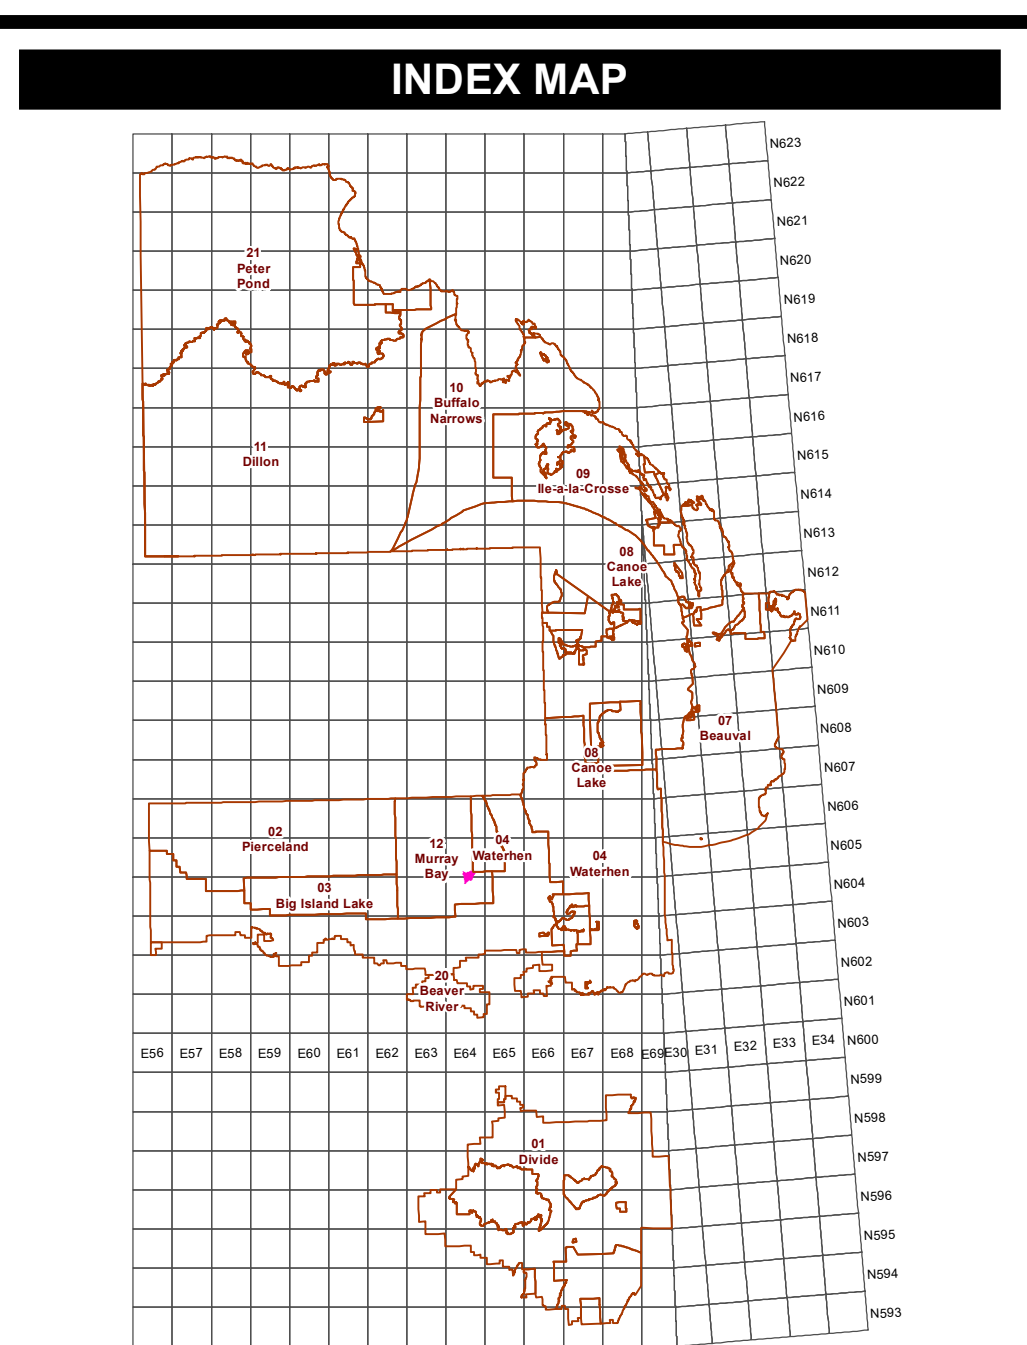 INDEX MAP
N623
N622
N621
N620
21
Peter
Pond
N619
N618
N617
10
Buffalo
Narrows
N616
11
Dillon
N615
09
Ile-a-la-Crosse
N614
N613
08
Canoe
Lake
N612
N611
N610
N609
07
Beauval
N608
08
Canoe
Lake
N607
N606
02
Pierceland
12
Murray
Bay
04
Waterhen
04
Waterhen
N605
03
Big Island Lake
N604
N603
N602
20
Beaver
River
N601
E56 E57 E58 E59 E60 E61 E62 E63 E64 E65 E66 E67 E68 E69 E30 E31 E32 E33 E34 N600
N599
N598
01
Divide
N597
N596
N595
N594
N593